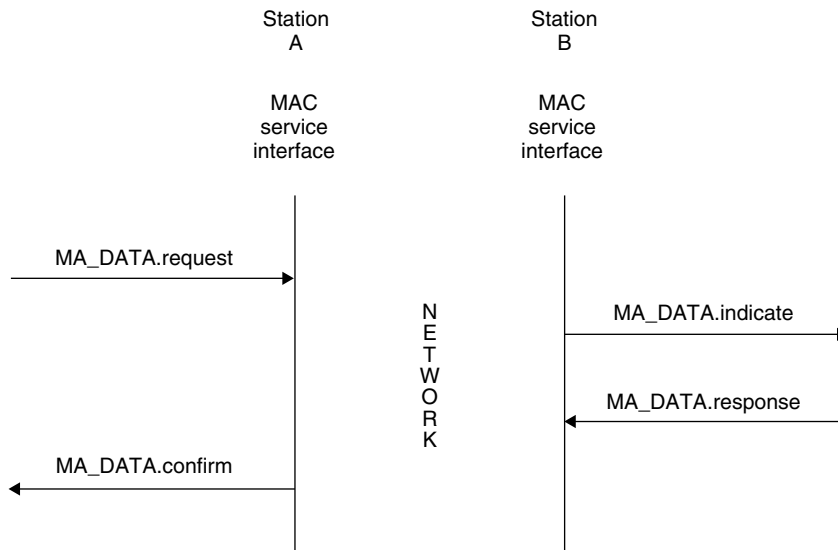 Station
A
Station
B
MAC
service
interface
MAC
service
interface
MA_DATA.request
N
E
T
W
O
R
K
MA_DATA.indicate
MA_DATA.response
MA_DATA.confirm